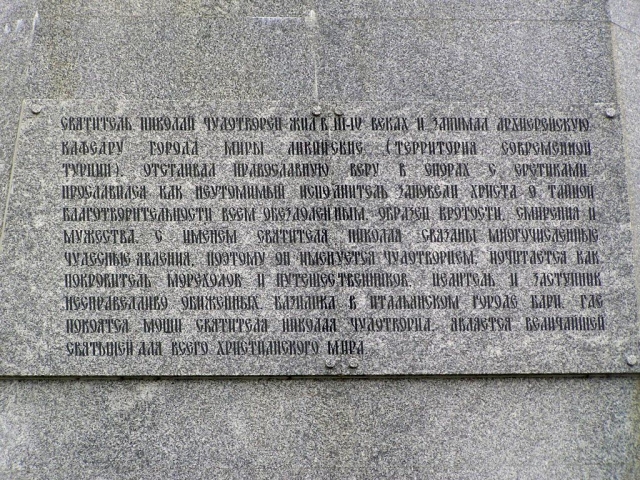 СВЯТИТЕЛЬ НИКОЛАЙ ЧУДОТВОРЕЦ ЖИЛ В III-IV ВЕКАХ И ЗАНИМАЛ АРХИЕРЕЙСКУЮ
КАФЕДРУ ГОРОДА МИРЫ ЛИКИЙСКИЕ (ТЕРРИТОРИЯ СОВРЕМЕННОЙ
ТУРЦИИ). ОТСТАИВАЛ ПРАВОСЛАВНУЮ ВЕРУ В СПОРАХ С ЕРЕТИКАМИ.
ПРОСЛАВИЛСЯ КАК НЕУТОМИМЫЙ ИСПОЛНИТЕЛЬ ЗАПОВЕДИ ХРИСТА О ТАЙНОЙ
БЛАГОТВОРИТЕЛЬНОСТИ ВСЕМ ОБЕЗДОЛЕННЫМ. ОБРАЗЕЦ КРОТОСТИ, СМИРЕНИЯ И
МУЖЕСТВА. С ИМЕНЕМ СВЯТИТЕЛЯ НИКОЛАЯ СВЯЗАНЫ МНОГОЧИСЛЕННЫЕ
ЧУДЕСНЫЕ ЯВЛЕНИЯ, ПОЭТОМУ ОН ИМЕНУЕТСЯ ЧУДОТВОРЦЕМ. ПОЧИТАЕТСЯ КАК
ПОКРОВИТЕЛЬ МОРЕХОДОВ И ПУТЕШЕСТВЕННИКОВ, ЦЕЛИТЕЛЬ И ЗАСТУПНИК
НЕСПРАВЕДЛИВО ОБИЖЕННЫХ. БАЗИЛИКА В ИТАЛЬЯНСКОМ ГОРОДЕ БАРИ, ГДЕ
ПОКОЯТСЯ МОЩИ СВЯТИТЕЛЯ НИКОЛАЯ ЧУДОТВОРЦА, ЯВЛЯЕТСЯ ВЕЛИЧАЙШЕЙ
СВЯТЫНЕЙ ДЛЯ ВСЕГО ХРИСТИАНСКОГО МИРА.